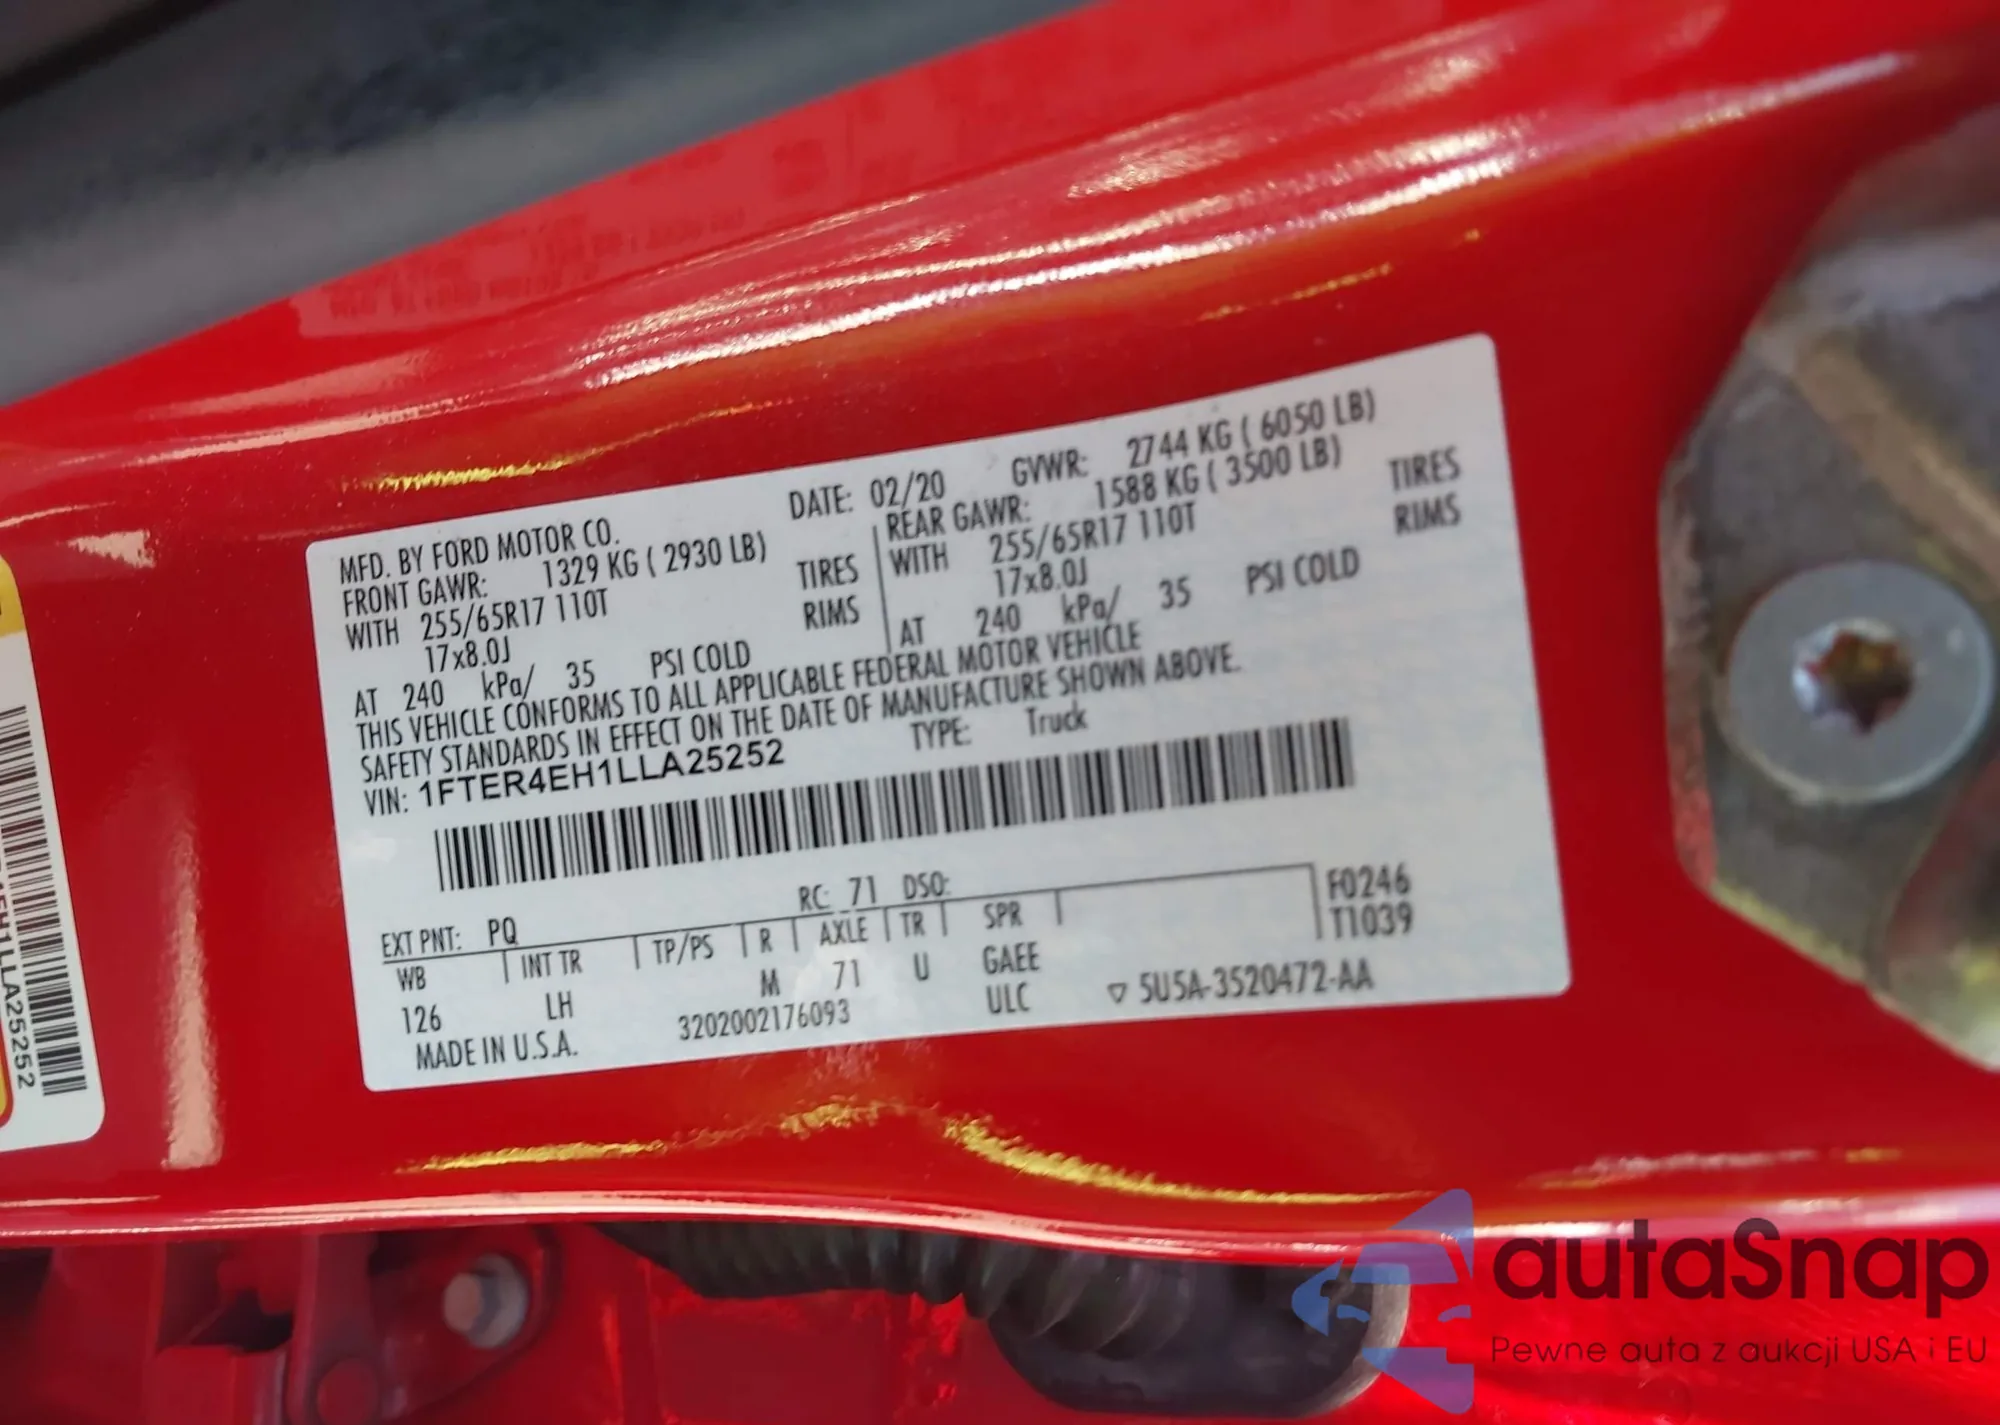 MFD. BY FORD MOTOR CO. DATE: 02/20 GVWR: 2744 KG ( 6050 LB)
FRONT GAWR: 1329 KG ( 2930 LB) REAR GAWR: 1588 KG ( 3500 LB)
WITH 255/65R17 110T TIRES WITH 255/65R17 110T TIRES
17x8.0J RIMS 17x8.0J RIMS
AT 240 kPa/ 35 PSI COLD AT 240 kPa/ 35 PSI COLD
THIS VEHICLE CONFORMS TO ALL APPLICABLE FEDERAL MOTOR VEHICLE
SAFETY STANDARDS IN EFFECT ON THE DATE OF MANUFACTURE SHOWN ABOVE.
VIN: 1FTER4EH1LLA25252 TYPE: Truck
EXT PNT: PQ RC: 71 DSO: F0246
WB INT TR TP/PS R AXLE TR SPR T1039
126 LH M 71 U GAEE
MADE IN U.S.A. 3202002176093 ULC ▽ 5U5A-3520472-AA
autaSnap
Pewne auta z aukcji USA i EU